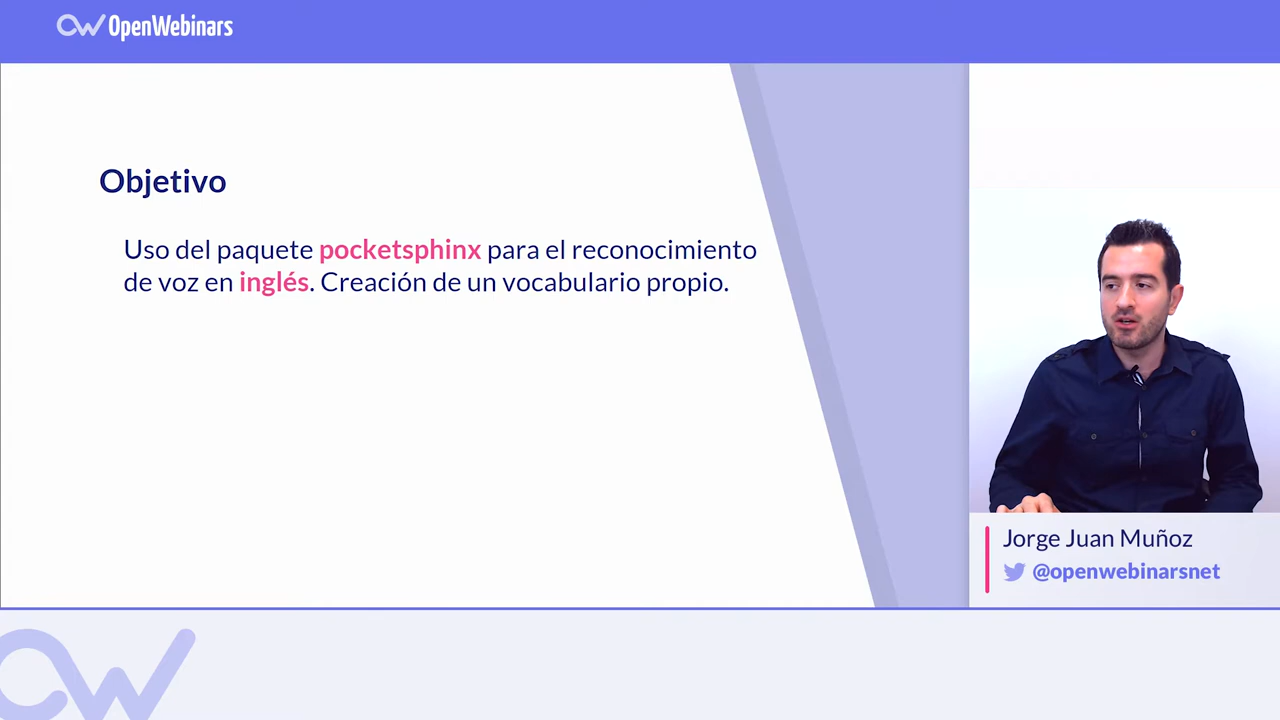 OpenWebinars
Objetivo
Uso del paquete pocketsphinx para el reconocimiento
de voz en inglés. Creación de un vocabulario propio.
Jorge Juan Muñoz
@openwebinarsnet